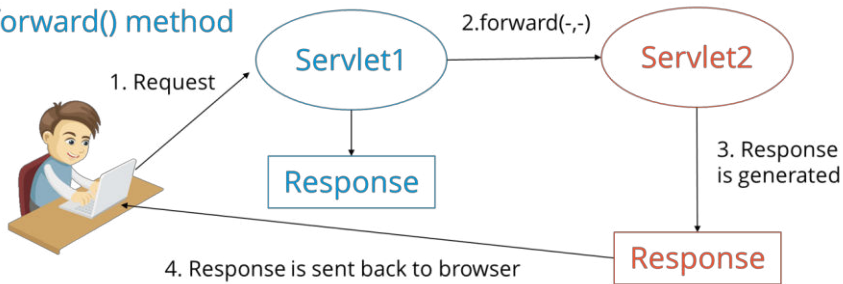 forward() method
2.forward(-,-)
Servlet1
Servlet2
1. Request
Response
3. Response
is generated
Response
4. Response is sent back to browser